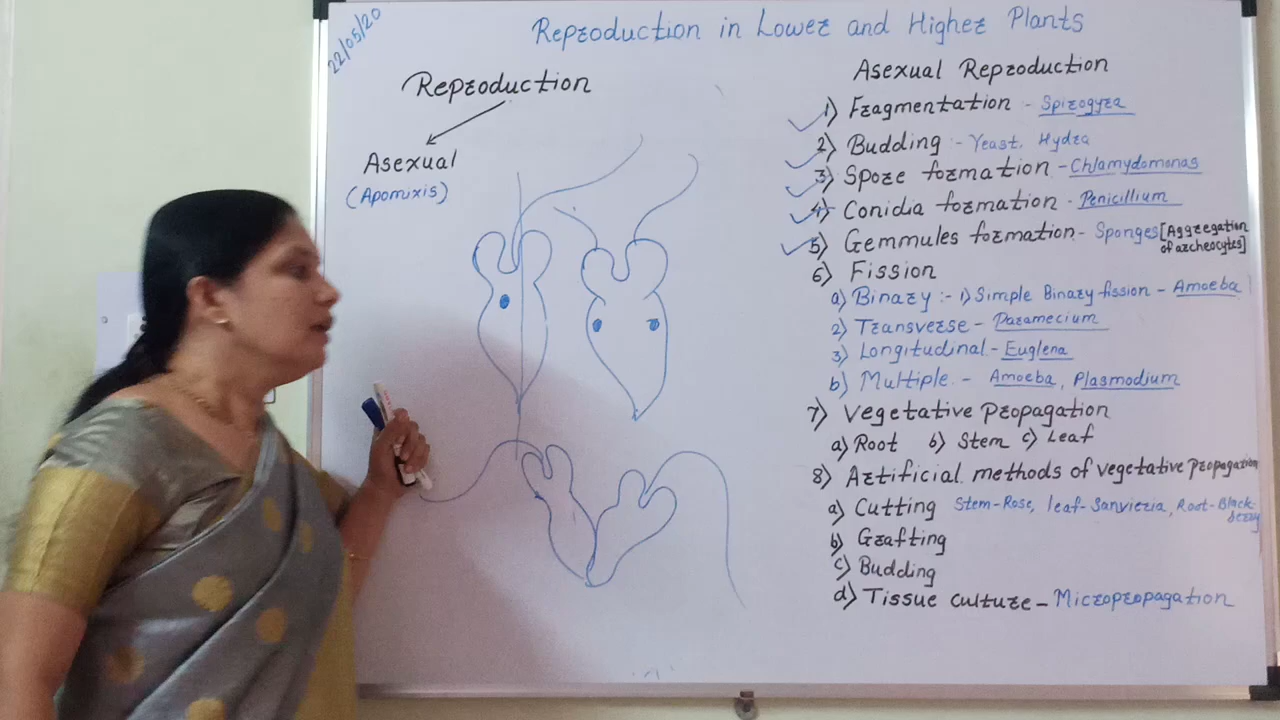 22/05/20
Reproduction in Lower and Higher Plants
Reproduction
Asexual
(Apomixis)
Asexual Reproduction
1) Fragmentation - Spirogyra
2) Budding :- Yeast, Hydra
3) Spore formation - Chlamydomonas
4) Conidia formation - Penicillium
5) Gemmules formation - Sponges [Aggregation of archeocytes]
6) Fission
a) Binary :- 1) Simple Binary fission - Amoeba
2) Transverse - Paramecium
3) Longitudinal - Euglena
b) Multiple - Amoeba, Plasmodium
7) Vegetative Propagation
a) Root b) Stem c) Leaf
8) Artificial methods of vegetative propagation
a) Cutting Stem-Rose, leaf-Sanvieria, Root-Blackberry
b) Grafting
c) Budding
d) Tissue culture - Micropropagation